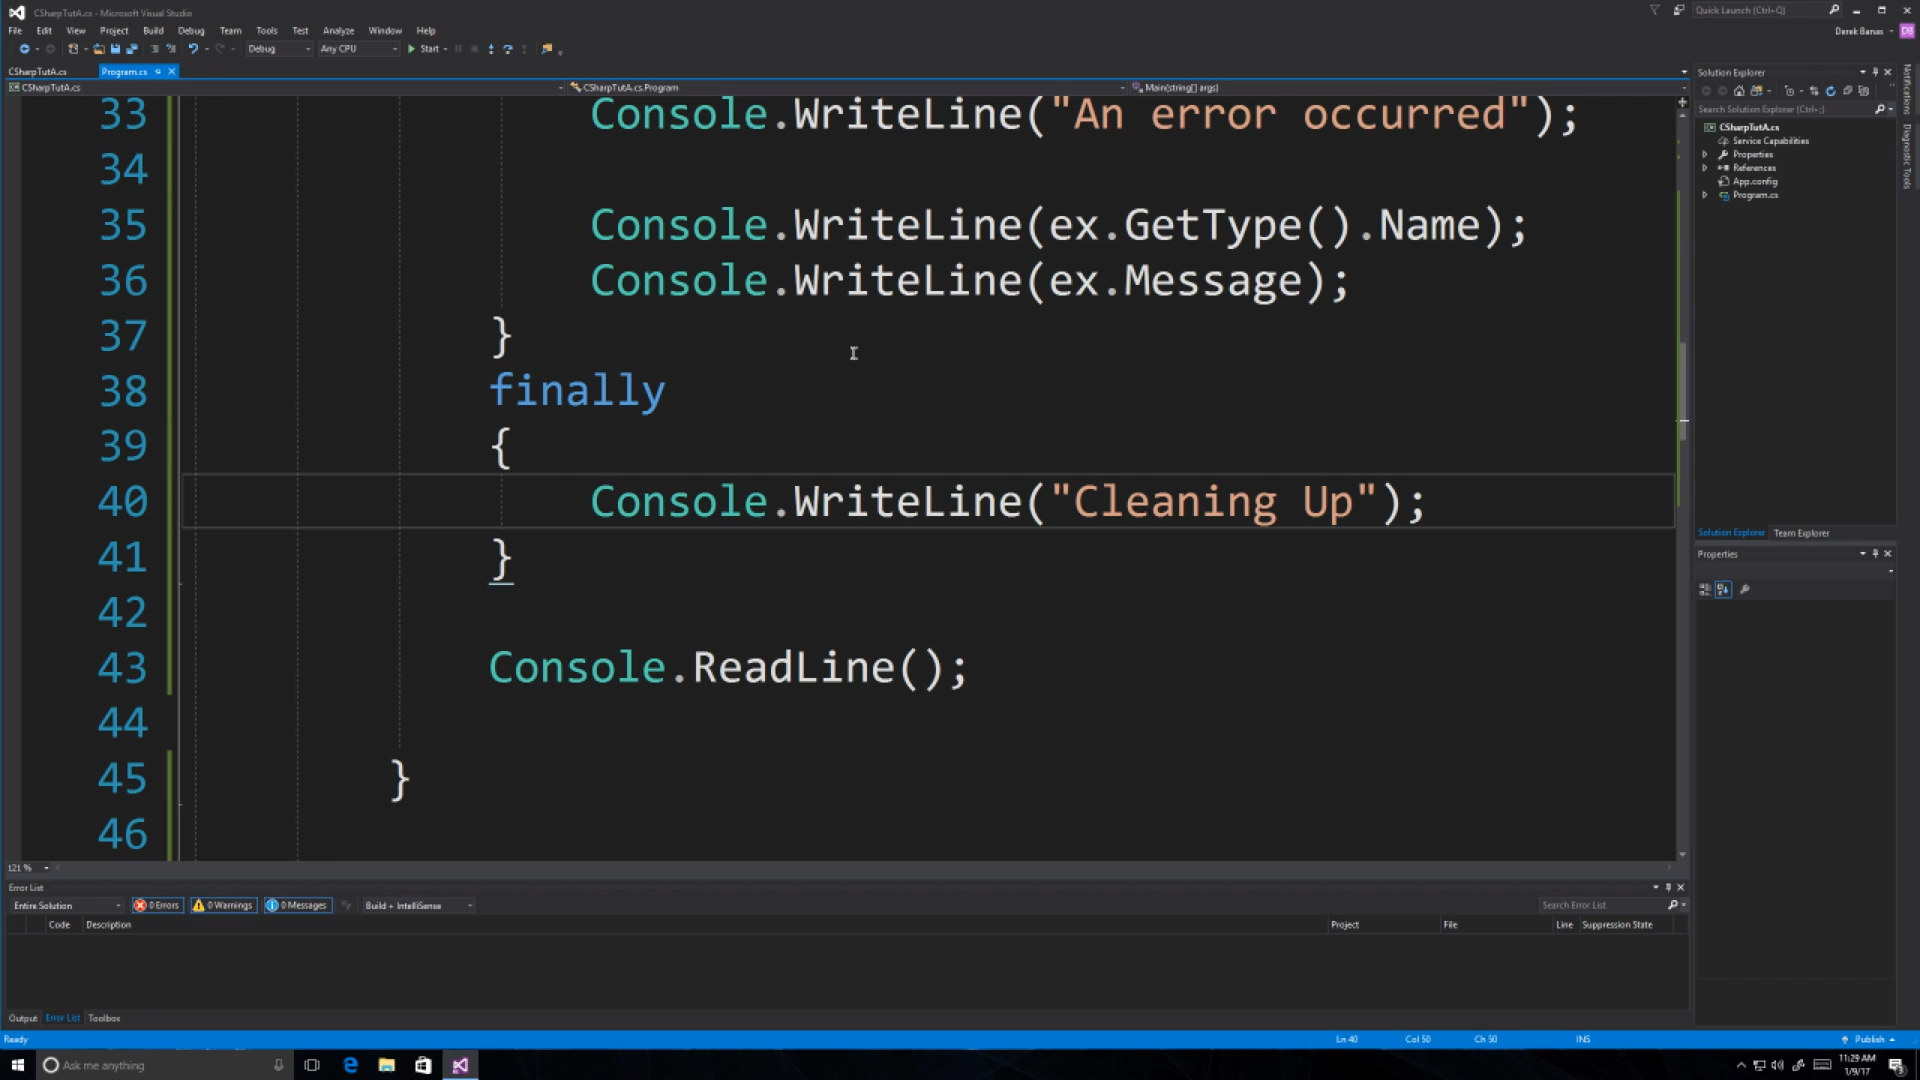 CSharpTutA.cs - Microsoft Visual Studio
Quick Launch (Ctrl+Q)
File Edit View Project Build Debug Team Tools Test Analyze Window Help
Derek Banas
DB
Debug Any CPU Start
CSharpTutA.cs Program.cs
CSharpTutA.cs CSharpTutA.cs.Program Main(string[] args)
33 Console.WriteLine("An error occurred");
34
35 Console.WriteLine(ex.GetType().Name);
36 Console.WriteLine(ex.Message);
37 }
38 finally
39 {
40 Console.WriteLine("Cleaning Up");
41 }
42
43 Console.ReadLine();
44
45 }
46
121 %
Solution Explorer
Search Solution Explorer (Ctrl+;)
CSharpTutA.cs
Service Capabilities
Properties
References
App.config
Program.cs
Solution Explorer Team Explorer
Properties
Notifications
Diagnostic Tools
Error List
Entire Solution 0 Errors 0 Warnings 0 Messages Build + IntelliSense Search Error List
Code Description Project File Line Suppression State
Output Error List Toolbox
Ready Ln 40 Col 50 Ch 50 INS Publish
Ask me anything
11:29 AM
1/9/17